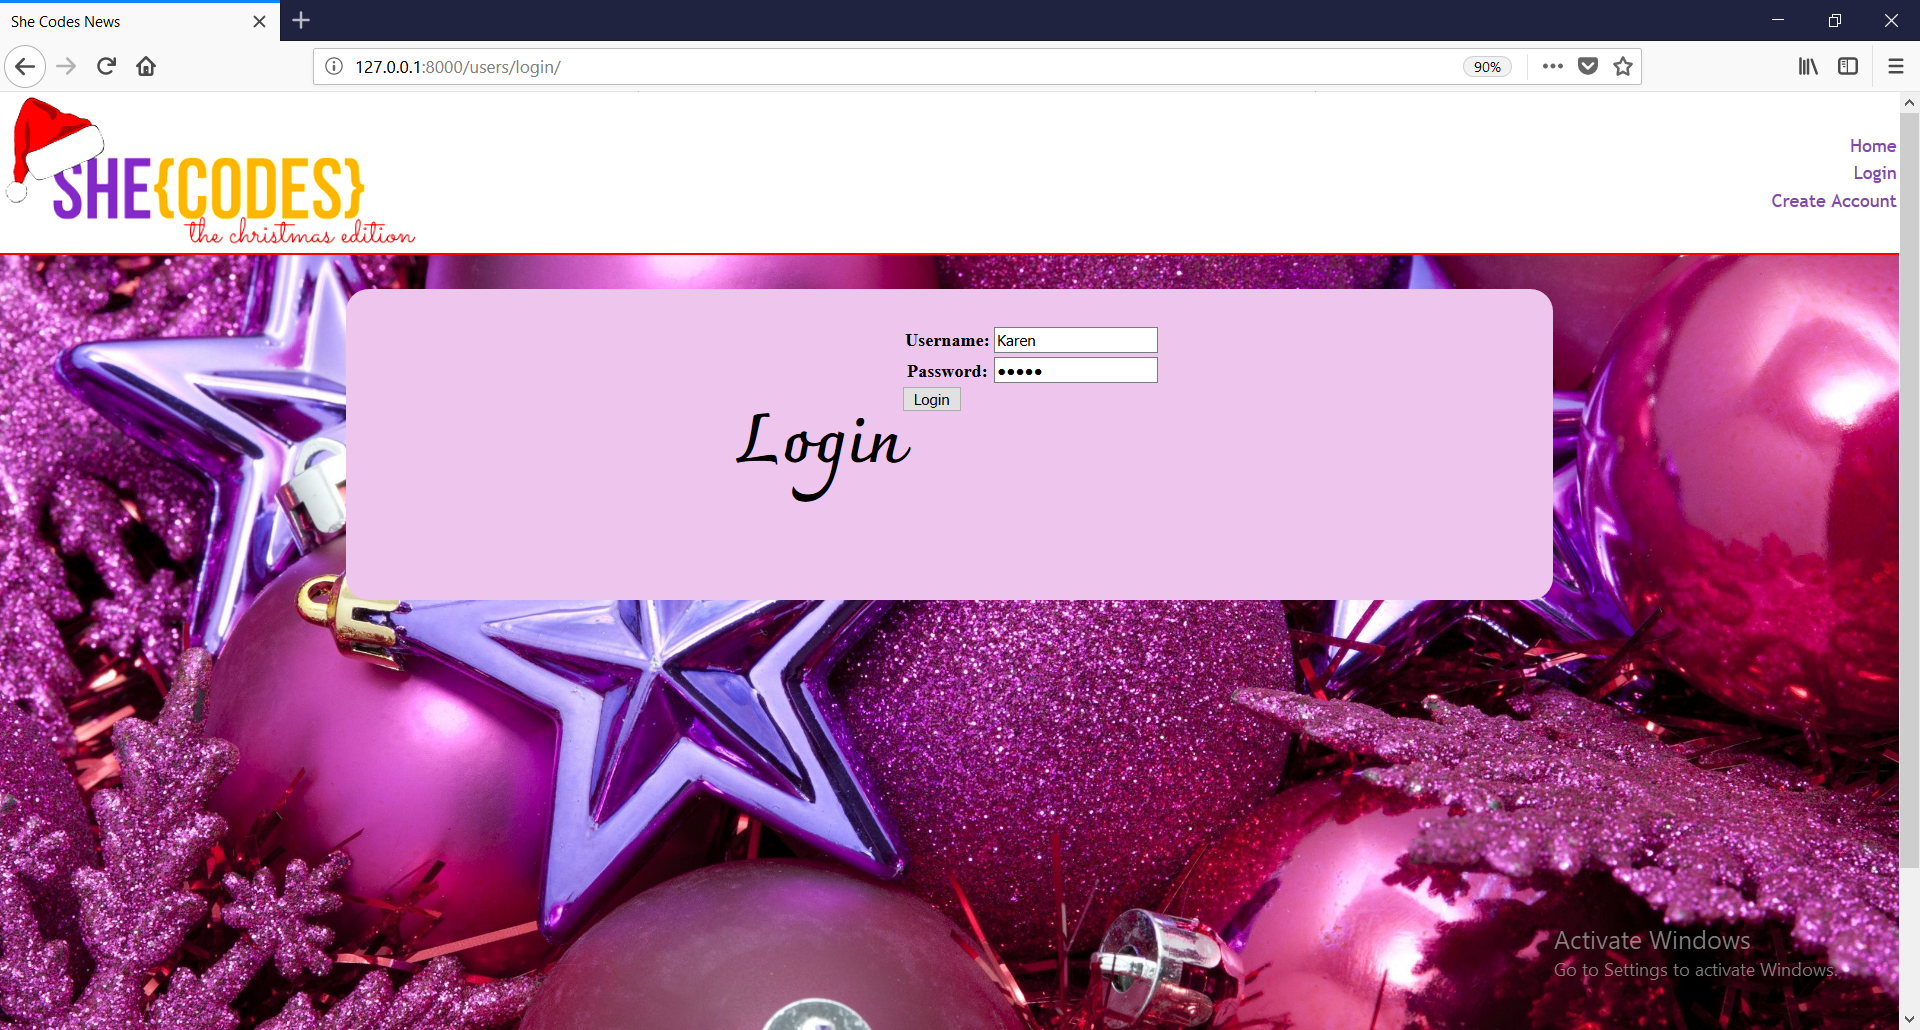 She Codes News
127.0.0.1:8000/users/login/
90%
SHE{CODES}
the christmas edition
Home
Login
Create Account
Username: Karen
Password: •••••
Login
Login
Activate Windows
Go to Settings to activate Windows.